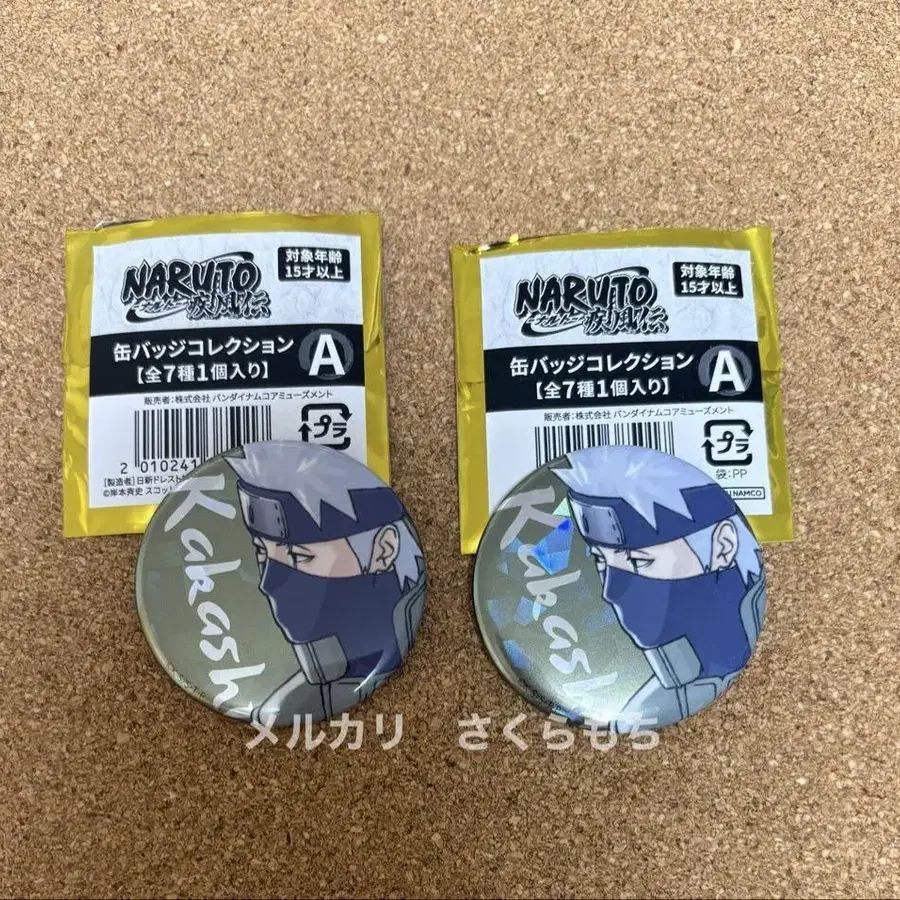 NARUTO
ナルト
疾風伝
対象年齢
15才以上
缶バッジコレクション
【全7種1個入り】
A
販売者：株式会社 バンダイナムコアミューズメント
プラ
2 010241
[製造者] 日新ドレスト
©岸本斉史 スコッ
Kakash
NARUTO
ナルト
疾風伝
対象年齢
15才以上
缶バッジコレクション
【全7種1個入り】
A
販売者：株式会社 バンダイナムコアミューズメント
プラ
袋：PP
NAMCO
Kakash
メルカリ さくらもち